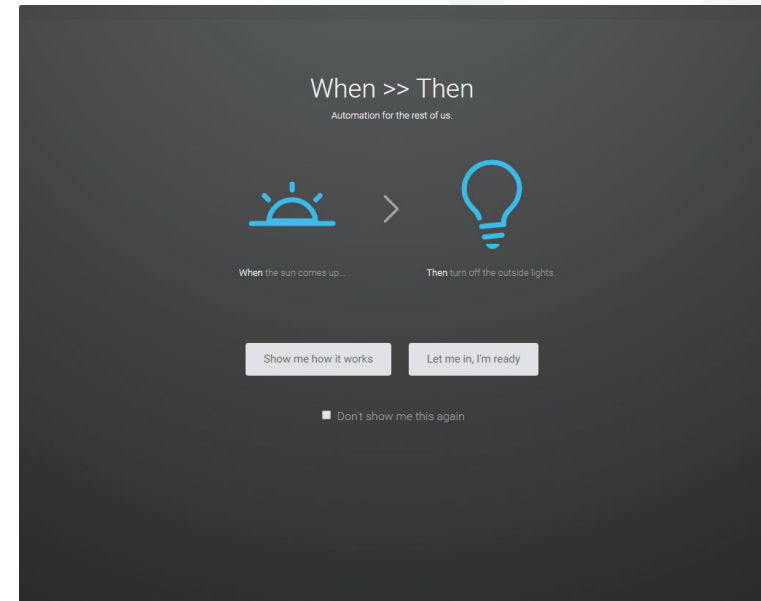 When >> Then
Automation for the rest of us.
When the sun comes up...
Then turn off the outside lights.
Show me how it works
Let me in, I'm ready
Don't show me this again